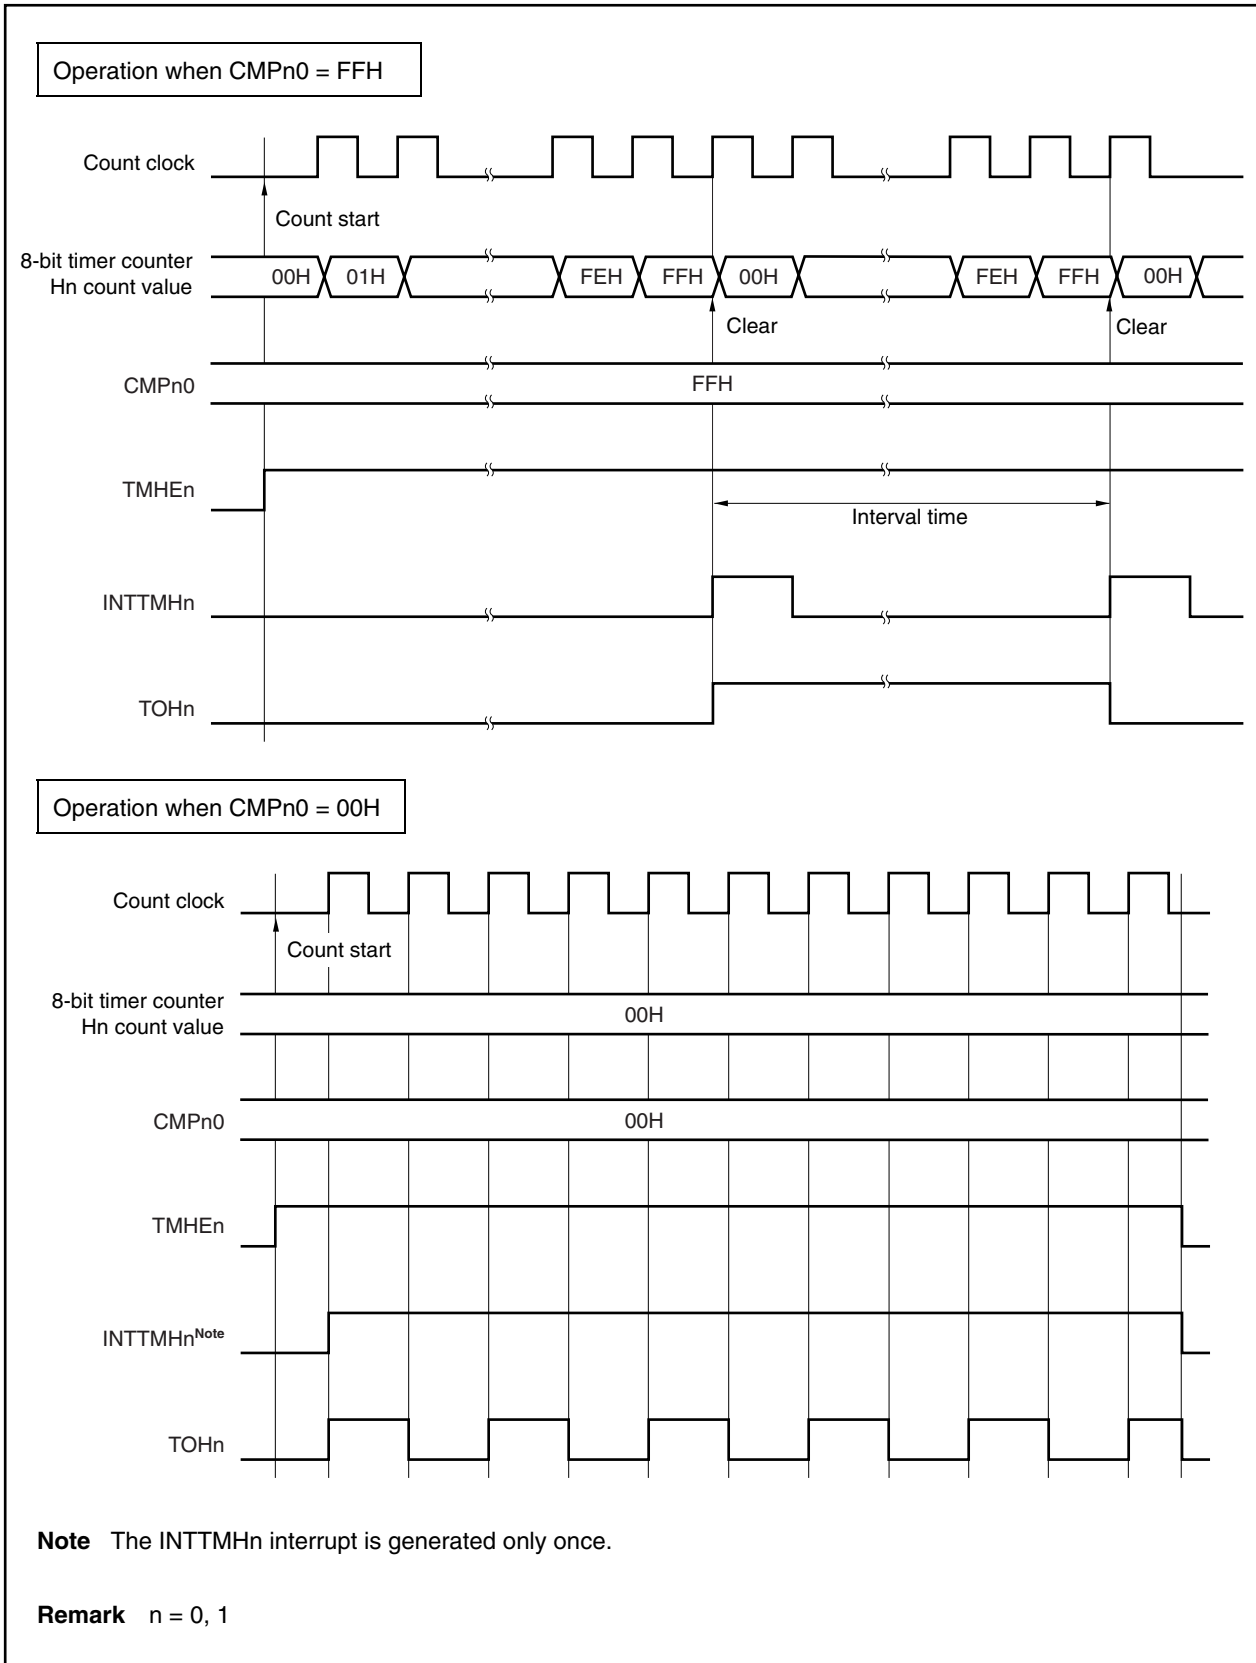 Operation when CMPn0 = FFH
Count clock
Count start
8-bit timer counter
Hn count value
00H 01H FEH FFH 00H FEH FFH 00H
Clear Clear
CMPn0 FFH
TMHEn
Interval time
INTTMHn
TOHn
Operation when CMPn0 = 00H
Count clock
Count start
8-bit timer counter
Hn count value
00H
CMPn0 00H
TMHEn
INTTMHnNote
TOHn
Note The INTTMHn interrupt is generated only once.
Remark n = 0, 1